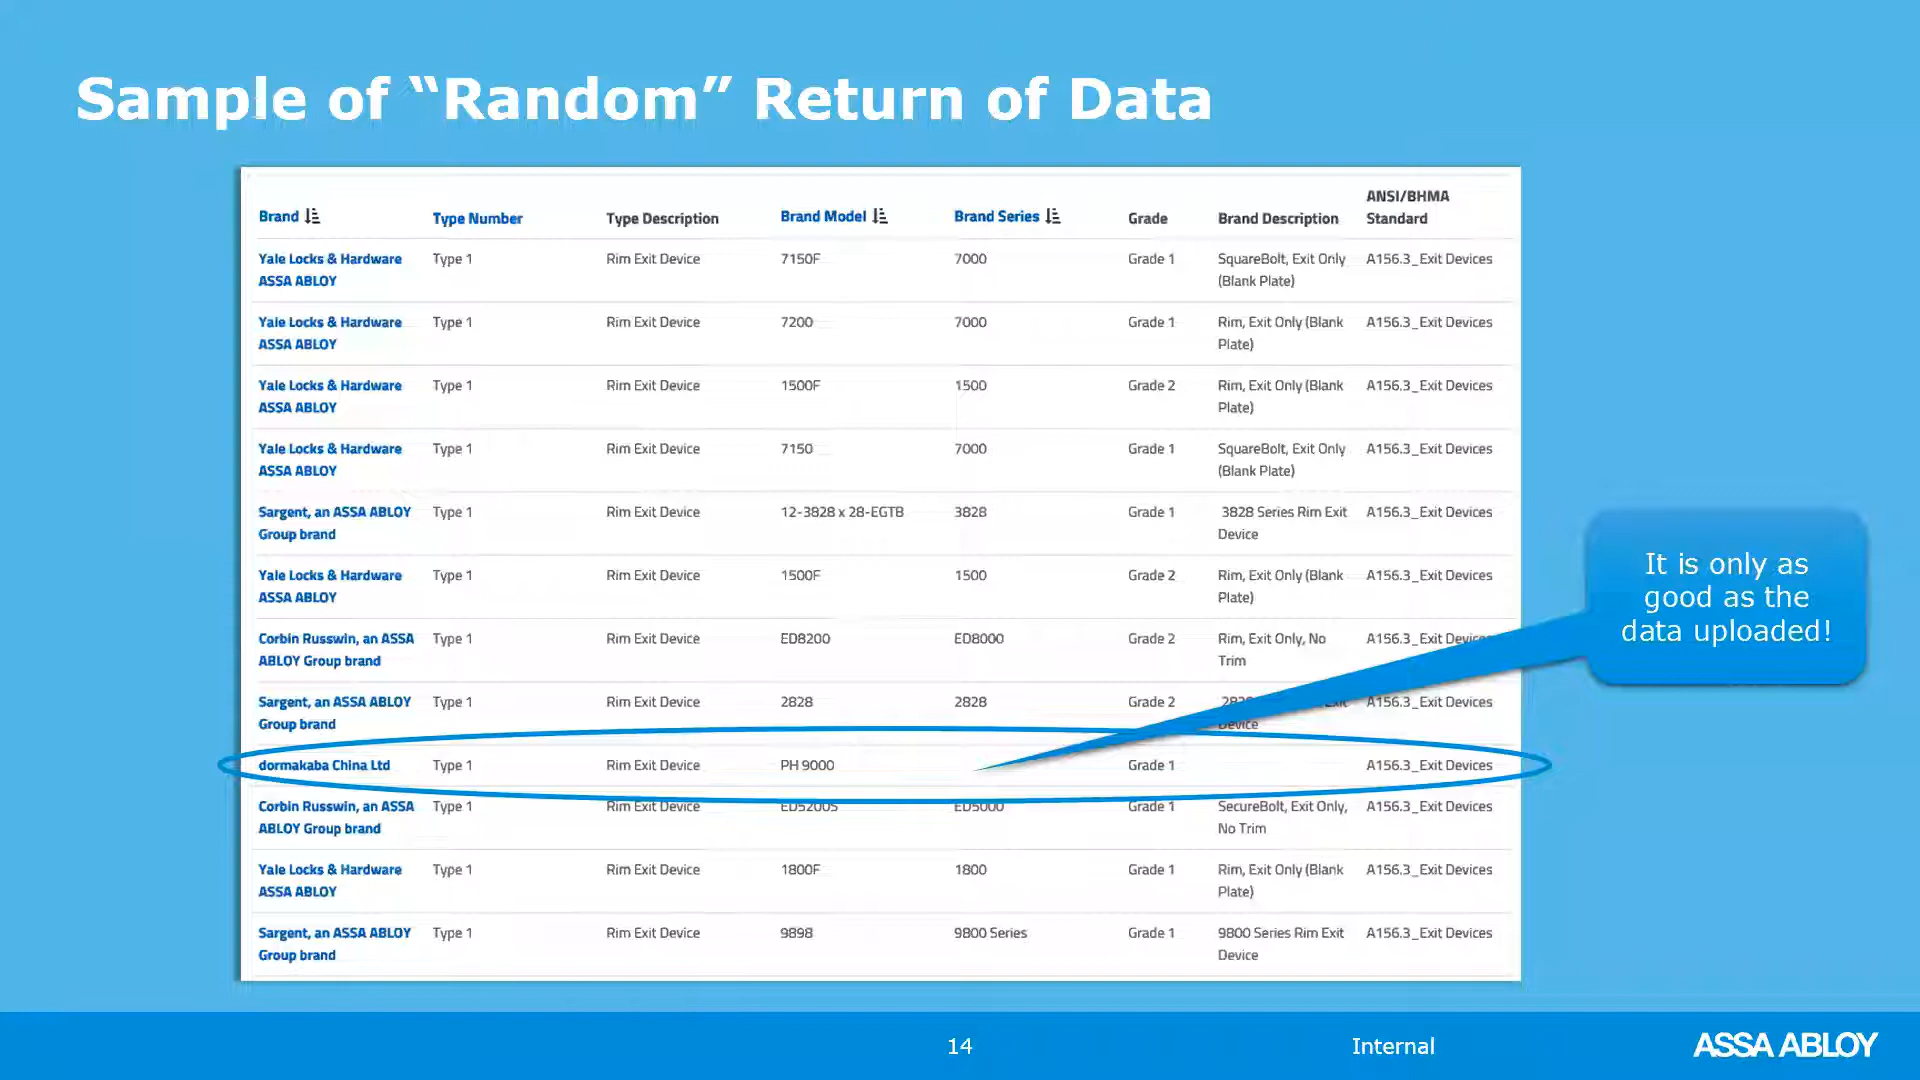 Sample of “Random” Return of Data
ANSI/BHMA
Brand Type Number Type Description Brand Model Brand Series Grade Brand Description Standard
Yale Locks & Hardware Type 1 Rim Exit Device 7150F 7000 Grade 1 SquareBolt, Exit Only A156.3_Exit Devices
ASSA ABLOY (Blank Plate)
Yale Locks & Hardware Type 1 Rim Exit Device 7200 7000 Grade 1 Rim, Exit Only (Blank A156.3_Exit Devices
ASSA ABLOY Plate)
Yale Locks & Hardware Type 1 Rim Exit Device 1500F 1500 Grade 2 Rim, Exit Only (Blank A156.3_Exit Devices
ASSA ABLOY Plate)
Yale Locks & Hardware Type 1 Rim Exit Device 7150 7000 Grade 1 SquareBolt, Exit Only A156.3_Exit Devices
ASSA ABLOY (Blank Plate)
Sargent, an ASSA ABLOY Type 1 Rim Exit Device 12-3828 x 28-EGTB 3828 Grade 1 3828 Series Rim Exit A156.3_Exit Devices
Group brand Device
Yale Locks & Hardware Type 1 Rim Exit Device 1500F 1500 Grade 2 Rim, Exit Only (Blank A156.3_Exit Devices
ASSA ABLOY Plate)
Corbin Russwin, an ASSA Type 1 Rim Exit Device ED8200 ED8000 Grade 2 Rim, Exit Only, No A156.3_Exit Devices
ABLOY Group brand Trim
Sargent, an ASSA ABLOY Type 1 Rim Exit Device 2828 2828 Grade 2 A156.3_Exit Devices
Group brand Device
dormakaba China Ltd Type 1 Rim Exit Device PH 9000 Grade 1 A156.3_Exit Devices
Corbin Russwin, an ASSA Type 1 Rim Exit Device ED5200S ED5000 Grade 1 SecureBolt, Exit Only, A156.3_Exit Devices
ABLOY Group brand No Trim
Yale Locks & Hardware Type 1 Rim Exit Device 1800F 1800 Grade 1 Rim, Exit Only (Blank A156.3_Exit Devices
ASSA ABLOY Plate)
Sargent, an ASSA ABLOY Type 1 Rim Exit Device 9898 9800 Series Grade 1 9800 Series Rim Exit A156.3_Exit Devices
Group brand Device
It is only as
good as the
data uploaded!
14 Internal ASSA ABLOY